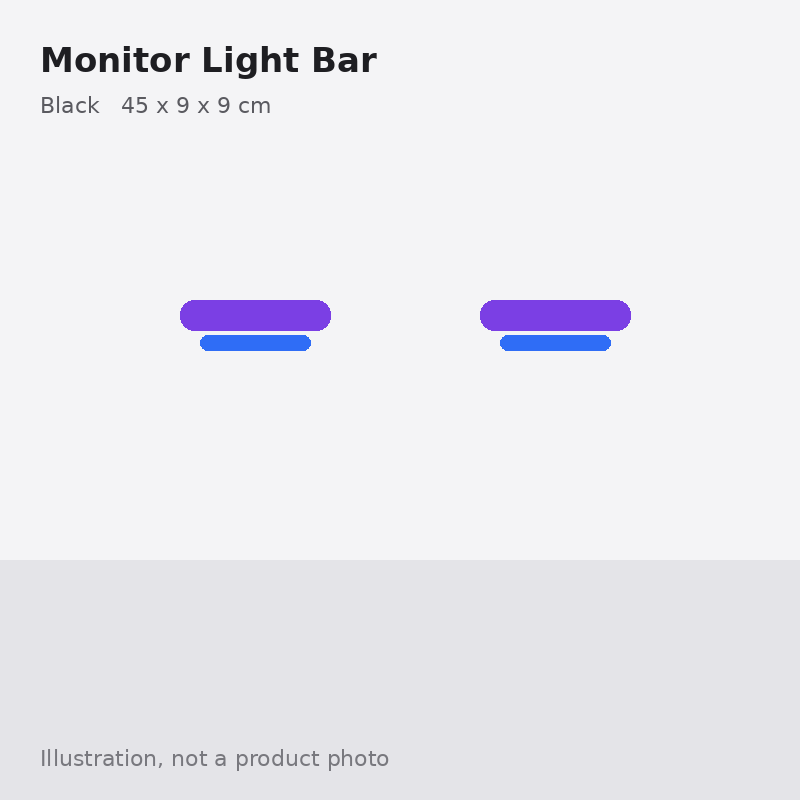 Monitor Light Bar
Black   45 x 9 x 9 cm
Illustration, not a product photo